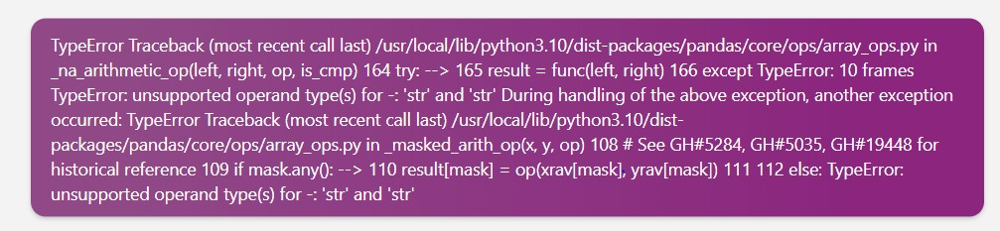 TypeError Traceback (most recent call last) /usr/local/lib/python3.10/dist-packages/pandas/core/ops/array_ops.py in
_na_arithmetic_op(left, right, op, is_cmp) 164 try: --> 165 result = func(left, right) 166 except TypeError: 10 frames
TypeError: unsupported operand type(s) for -: 'str' and 'str' During handling of the above exception, another exception
occurred: TypeError Traceback (most recent call last) /usr/local/lib/python3.10/dist-
packages/pandas/core/ops/array_ops.py in _masked_arith_op(x, y, op) 108 # See GH#5284, GH#5035, GH#19448 for
historical reference 109 if mask.any(): --> 110 result[mask] = op(xrav[mask], yrav[mask]) 111 112 else: TypeError:
unsupported operand type(s) for -: 'str' and 'str'